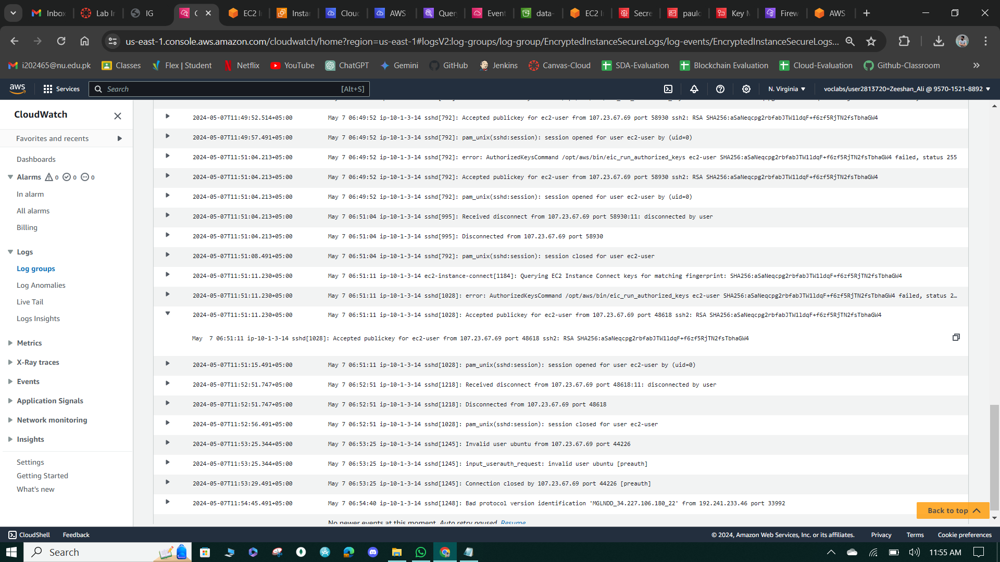 Inbox
Lab In
IG
C
EC2 I
Instan
Cloud
AWS
Query
Event
data-
EC2 I
Secre
paulo
Key M
Firew
AWS
us-east-1.console.aws.amazon.com/cloudwatch/home?region=us-east-1#logsV2:log-groups/log-group/EncryptedInstanceSecureLogs/log-events/EncryptedInstanceSecureLogs...
i202465@nu.edu.pk
Classes
Flex | Student
Netflix
YouTube
ChatGPT
Gemini
GitHub
Jenkins
Canvas-Cloud
SDA-Evaluation
Blockchain Evaluation
Cloud-Evaluation
Github-Classroom
aws
Services
Search
[Alt+S]
N. Virginia
voclabs/user2813720=Zeeshan_Ali @ 9570-1521-8892
CloudWatch
Favorites and recents
Dashboards
Alarms 0 0 0
In alarm
All alarms
Billing
Logs
Log groups
Log Anomalies
Live Tail
Logs Insights
Metrics
X-Ray traces
Events
Application Signals
Network monitoring
Insights
Settings
Getting Started
What's new
2024-05-07T11:49:52.514+05:00 May 7 06:49:52 ip-10-1-3-14 sshd[792]: Accepted publickey for ec2-user from 107.23.67.69 port 58930 ssh2: RSA SHA256:aSaNeqcpg2rbfabJTW1ldqF+f6zf5RjTN2fsTbhaGW4
2024-05-07T11:49:57.491+05:00 May 7 06:49:52 ip-10-1-3-14 sshd[792]: pam_unix(sshd:session): session opened for user ec2-user by (uid=0)
2024-05-07T11:51:04.213+05:00 May 7 06:49:52 ip-10-1-3-14 sshd[792]: error: AuthorizedKeysCommand /opt/aws/bin/eic_run_authorized_keys ec2-user SHA256:aSaNeqcpg2rbfabJTW1ldqF+f6zf5RjTN2fsTbhaGW4 failed, status 255
2024-05-07T11:51:04.213+05:00 May 7 06:49:52 ip-10-1-3-14 sshd[792]: Accepted publickey for ec2-user from 107.23.67.69 port 58930 ssh2: RSA SHA256:aSaNeqcpg2rbfabJTW1ldqF+f6zf5RjTN2fsTbhaGW4
2024-05-07T11:51:04.213+05:00 May 7 06:49:52 ip-10-1-3-14 sshd[792]: pam_unix(sshd:session): session opened for user ec2-user by (uid=0)
2024-05-07T11:51:04.213+05:00 May 7 06:51:04 ip-10-1-3-14 sshd[995]: Received disconnect from 107.23.67.69 port 58930:11: disconnected by user
2024-05-07T11:51:04.213+05:00 May 7 06:51:04 ip-10-1-3-14 sshd[995]: Disconnected from 107.23.67.69 port 58930
2024-05-07T11:51:08.491+05:00 May 7 06:51:04 ip-10-1-3-14 sshd[792]: pam_unix(sshd:session): session closed for user ec2-user
2024-05-07T11:51:11.230+05:00 May 7 06:51:11 ip-10-1-3-14 ec2-instance-connect[1184]: Querying EC2 Instance Connect keys for matching fingerprint: SHA256:aSaNeqcpg2rbfabJTW1ldqF+f6zf5RjTN2fsTbhaGW4
2024-05-07T11:51:11.230+05:00 May 7 06:51:11 ip-10-1-3-14 sshd[1028]: error: AuthorizedKeysCommand /opt/aws/bin/eic_run_authorized_keys ec2-user SHA256:aSaNeqcpg2rbfabJTW1ldqF+f6zf5RjTN2fsTbhaGW4 failed, status 2…
2024-05-07T11:51:11.230+05:00 May 7 06:51:11 ip-10-1-3-14 sshd[1028]: Accepted publickey for ec2-user from 107.23.67.69 port 48618 ssh2: RSA SHA256:aSaNeqcpg2rbfabJTW1ldqF+f6zf5RjTN2fsTbhaGW4
May  7 06:51:11 ip-10-1-3-14 sshd[1028]: Accepted publickey for ec2-user from 107.23.67.69 port 48618 ssh2: RSA SHA256:aSaNeqcpg2rbfabJTW1ldqF+f6zf5RjTN2fsTbhaGW4
2024-05-07T11:51:15.491+05:00 May 7 06:51:11 ip-10-1-3-14 sshd[1028]: pam_unix(sshd:session): session opened for user ec2-user by (uid=0)
2024-05-07T11:52:51.747+05:00 May 7 06:52:51 ip-10-1-3-14 sshd[1218]: Received disconnect from 107.23.67.69 port 48618:11: disconnected by user
2024-05-07T11:52:51.747+05:00 May 7 06:52:51 ip-10-1-3-14 sshd[1218]: Disconnected from 107.23.67.69 port 48618
2024-05-07T11:52:56.491+05:00 May 7 06:52:51 ip-10-1-3-14 sshd[1028]: pam_unix(sshd:session): session closed for user ec2-user
2024-05-07T11:53:25.344+05:00 May 7 06:53:25 ip-10-1-3-14 sshd[1245]: Invalid user ubuntu from 107.23.67.69 port 44226
2024-05-07T11:53:25.344+05:00 May 7 06:53:25 ip-10-1-3-14 sshd[1245]: input_userauth_request: invalid user ubuntu [preauth]
2024-05-07T11:53:29.491+05:00 May 7 06:53:25 ip-10-1-3-14 sshd[1245]: Connection closed by 107.23.67.69 port 44226 [preauth]
2024-05-07T11:54:45.491+05:00 May 7 06:54:40 ip-10-1-3-14 sshd[1248]: Bad protocol version identification 'MGLNDD_34.227.106.180_22' from 192.241.233.46 port 33992
No newer events at this moment. Auto retry paused. Resume
Back to top
CloudShell
Feedback
© 2024, Amazon Web Services, Inc. or its affiliates.
Privacy
Terms
Cookie preferences
Search
11:55 AM